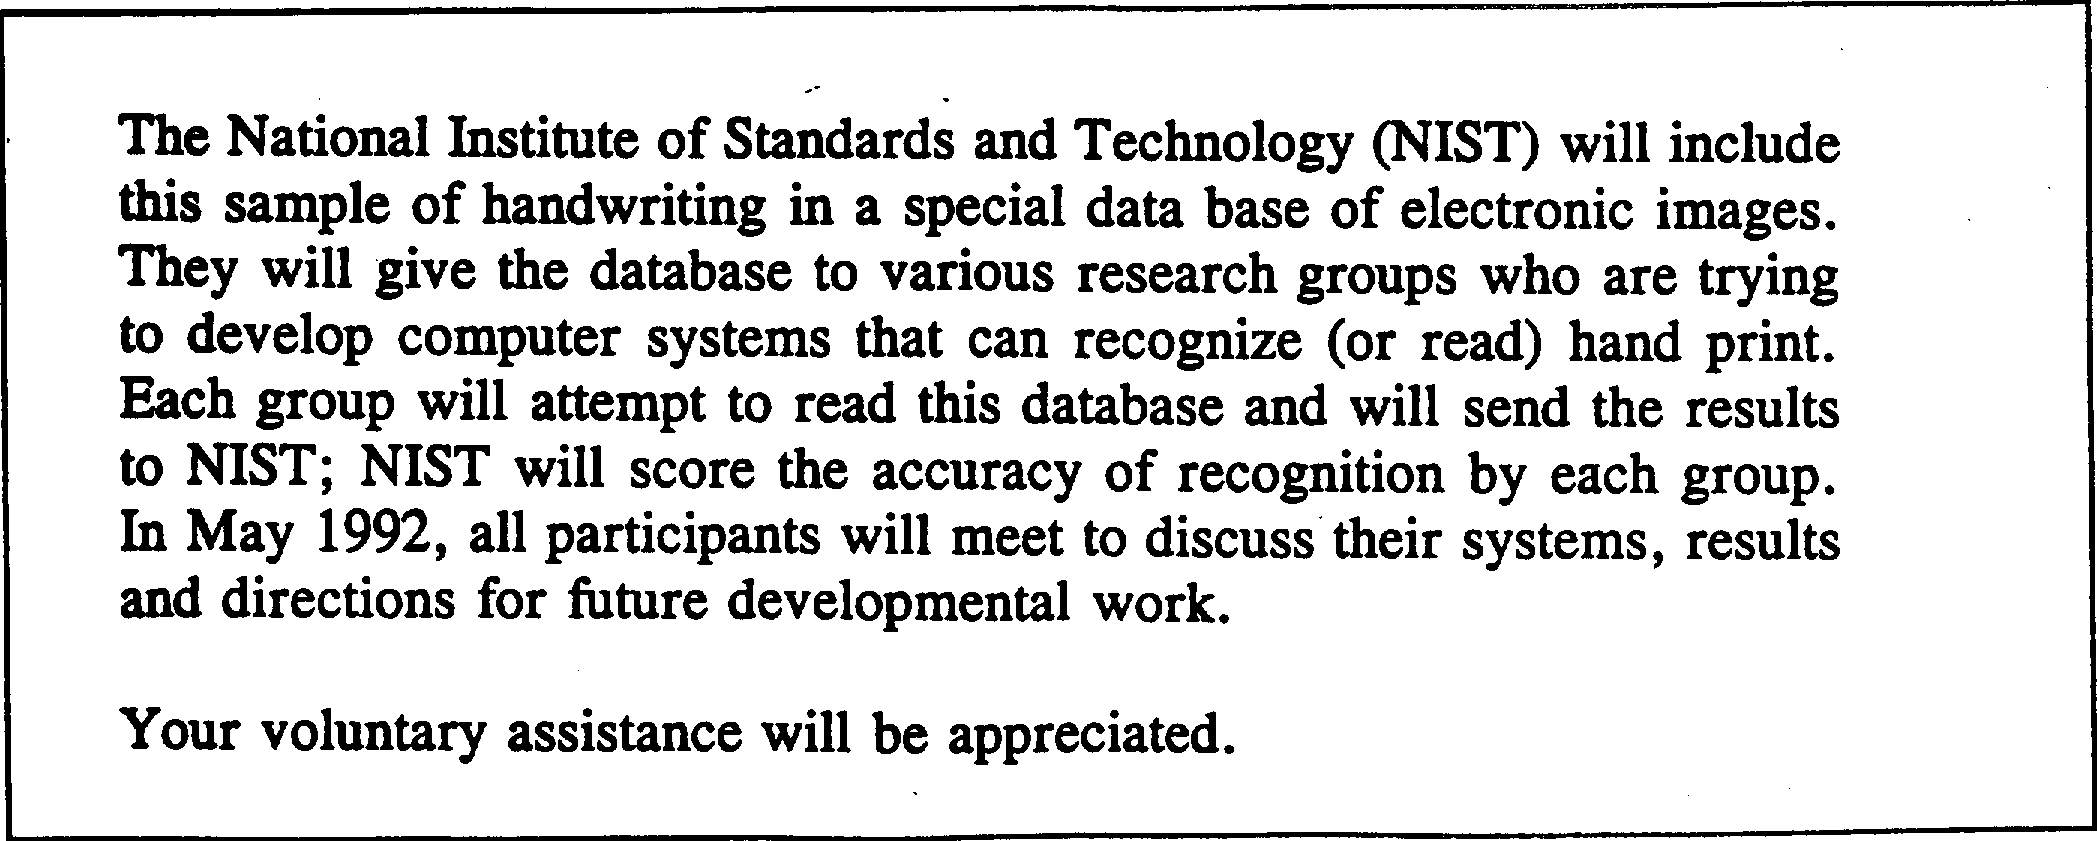 The National Institute of Standards and Technology (NIST) will include
this sample of handwriting in a special data base of electronic images.
They will give the database to various research groups who are trying
to develop computer systems that can recognize (or read) hand print.
Each group will attempt to read this database and will send the results
to NIST; NIST will score the accuracy of recognition by each group.
In May 1992, all participants will meet to discuss their systems, results
and directions for future developmental work.
Your voluntary assistance will be appreciated.